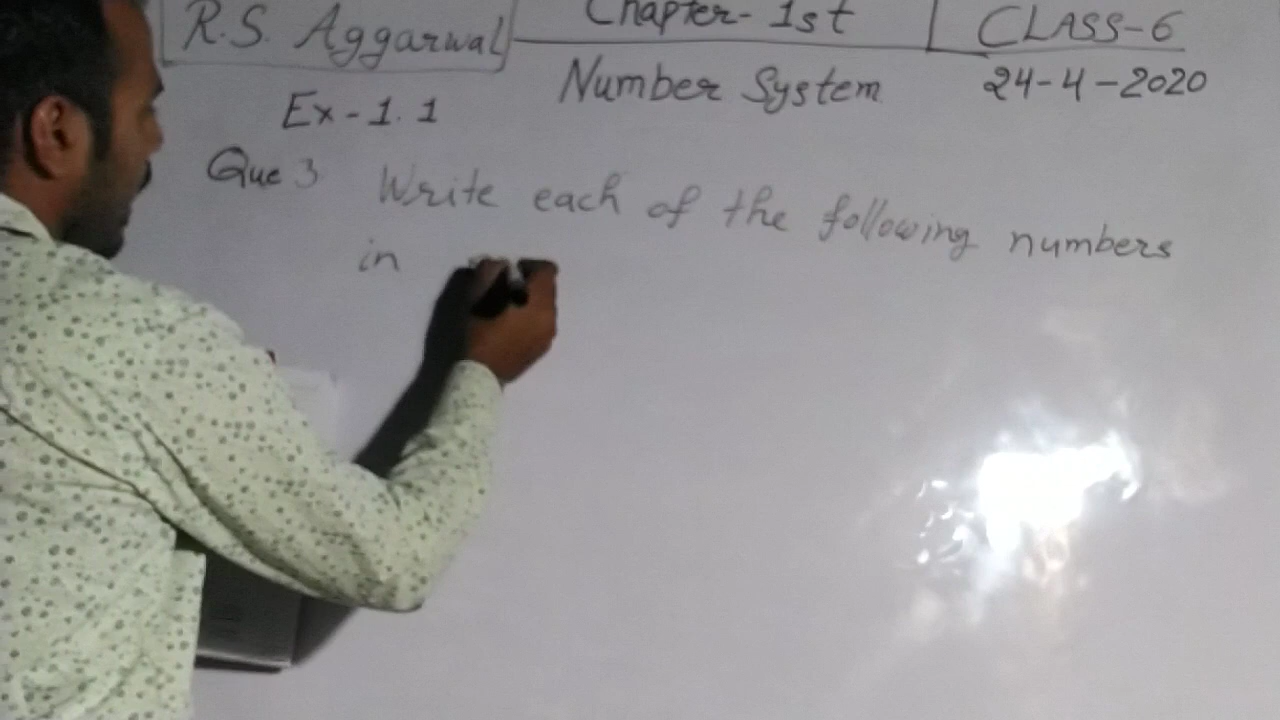 R.S. Aggarwal Chapter- 1st CLASS-6
Number System 24-4-2020
Ex-1.1
Que 3 Write each of the following numbers
in